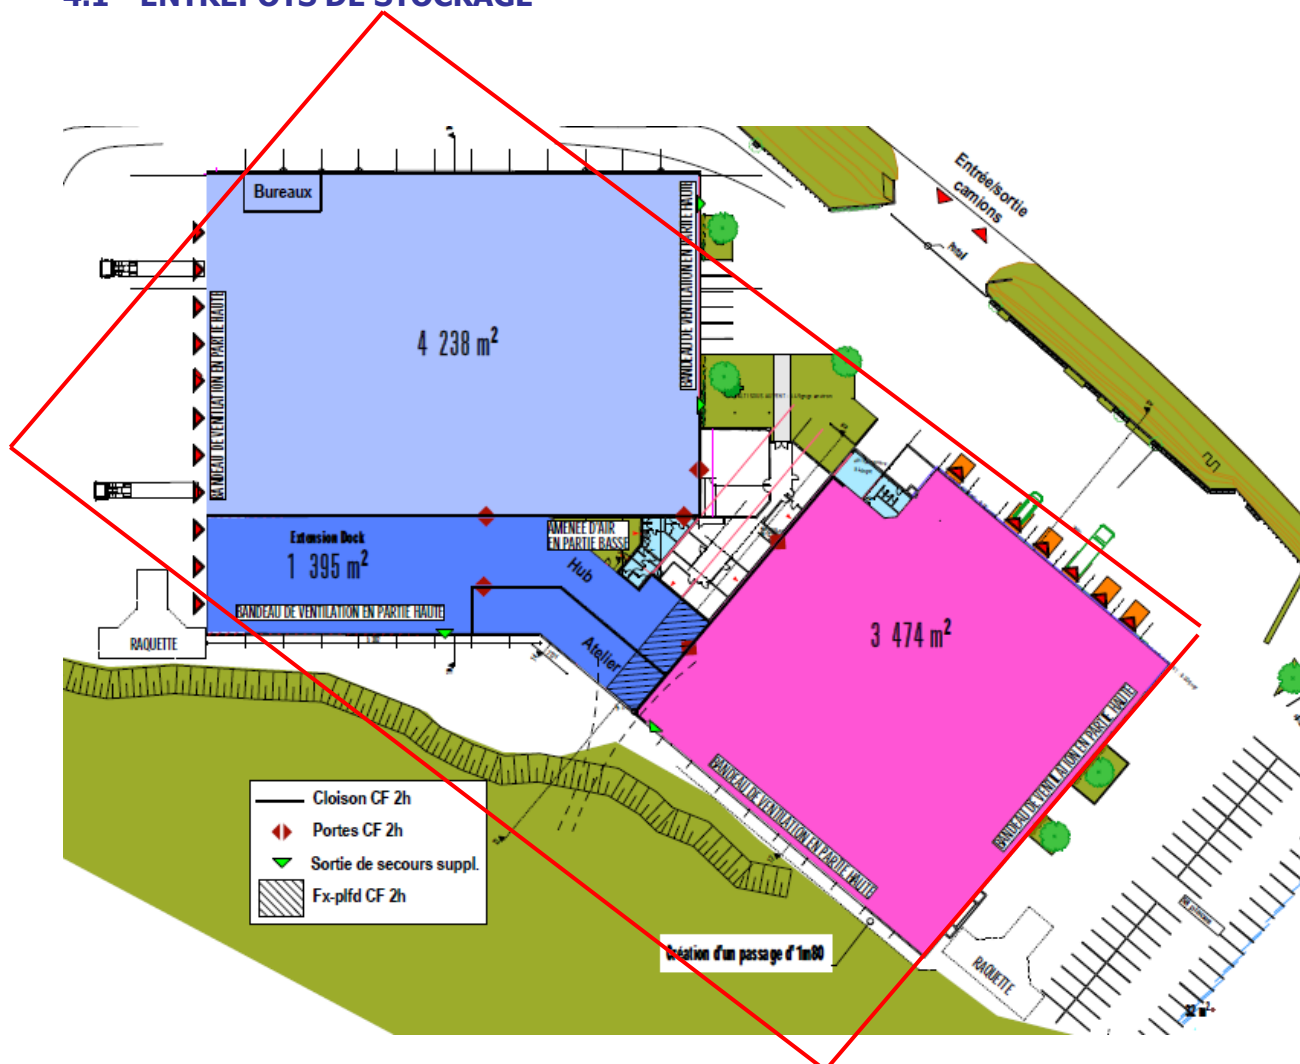 4.1 ENTREPÔTS DE STOCKAGE
Bureaux
Entrée/sortie
camions
Portail
BANDEAU DE VENTILATION EN PARTIE HAUTE
BANDEAU DE VENTILATION EN PARTIE HAUTE
4 238 m²
Extension Dock
1 395 m²
AMENEE D'AIR
EN PARTIE BASSE
Hub
BANDEAU DE VENTILATION EN PARTIE HAUTE
Atelier
RAQUETTE
3 474 m²
BANDEAU DE VENTILATION EN PARTIE HAUTE
BANDEAU DE VENTILATION EN PARTIE HAUTE
Cloison CF 2h
Portes CF 2h
Sortie de secours suppl.
Fx-plfd CF 2h
Création d'un passage d'1m80
RAQUETTE